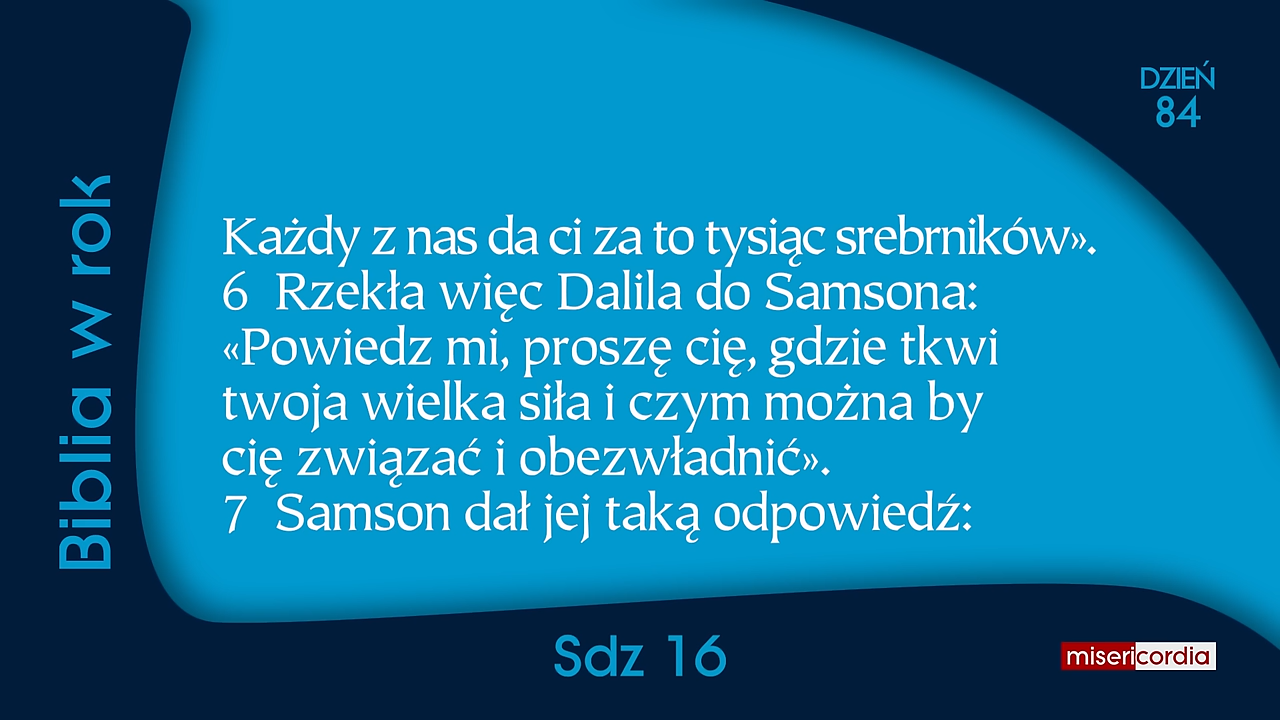 DZIEŃ
84
Biblia w rok
Każdy z nas da ci za to tysiąc srebrników».
6 Rzekła więc Dalila do Samsona:
«Powiedz mi, proszę cię, gdzie tkwi
twoja wielka siła i czym można by
cię związać i obezwładnić».
7 Samson dał jej taką odpowiedź:
Sdz 16
misericordia